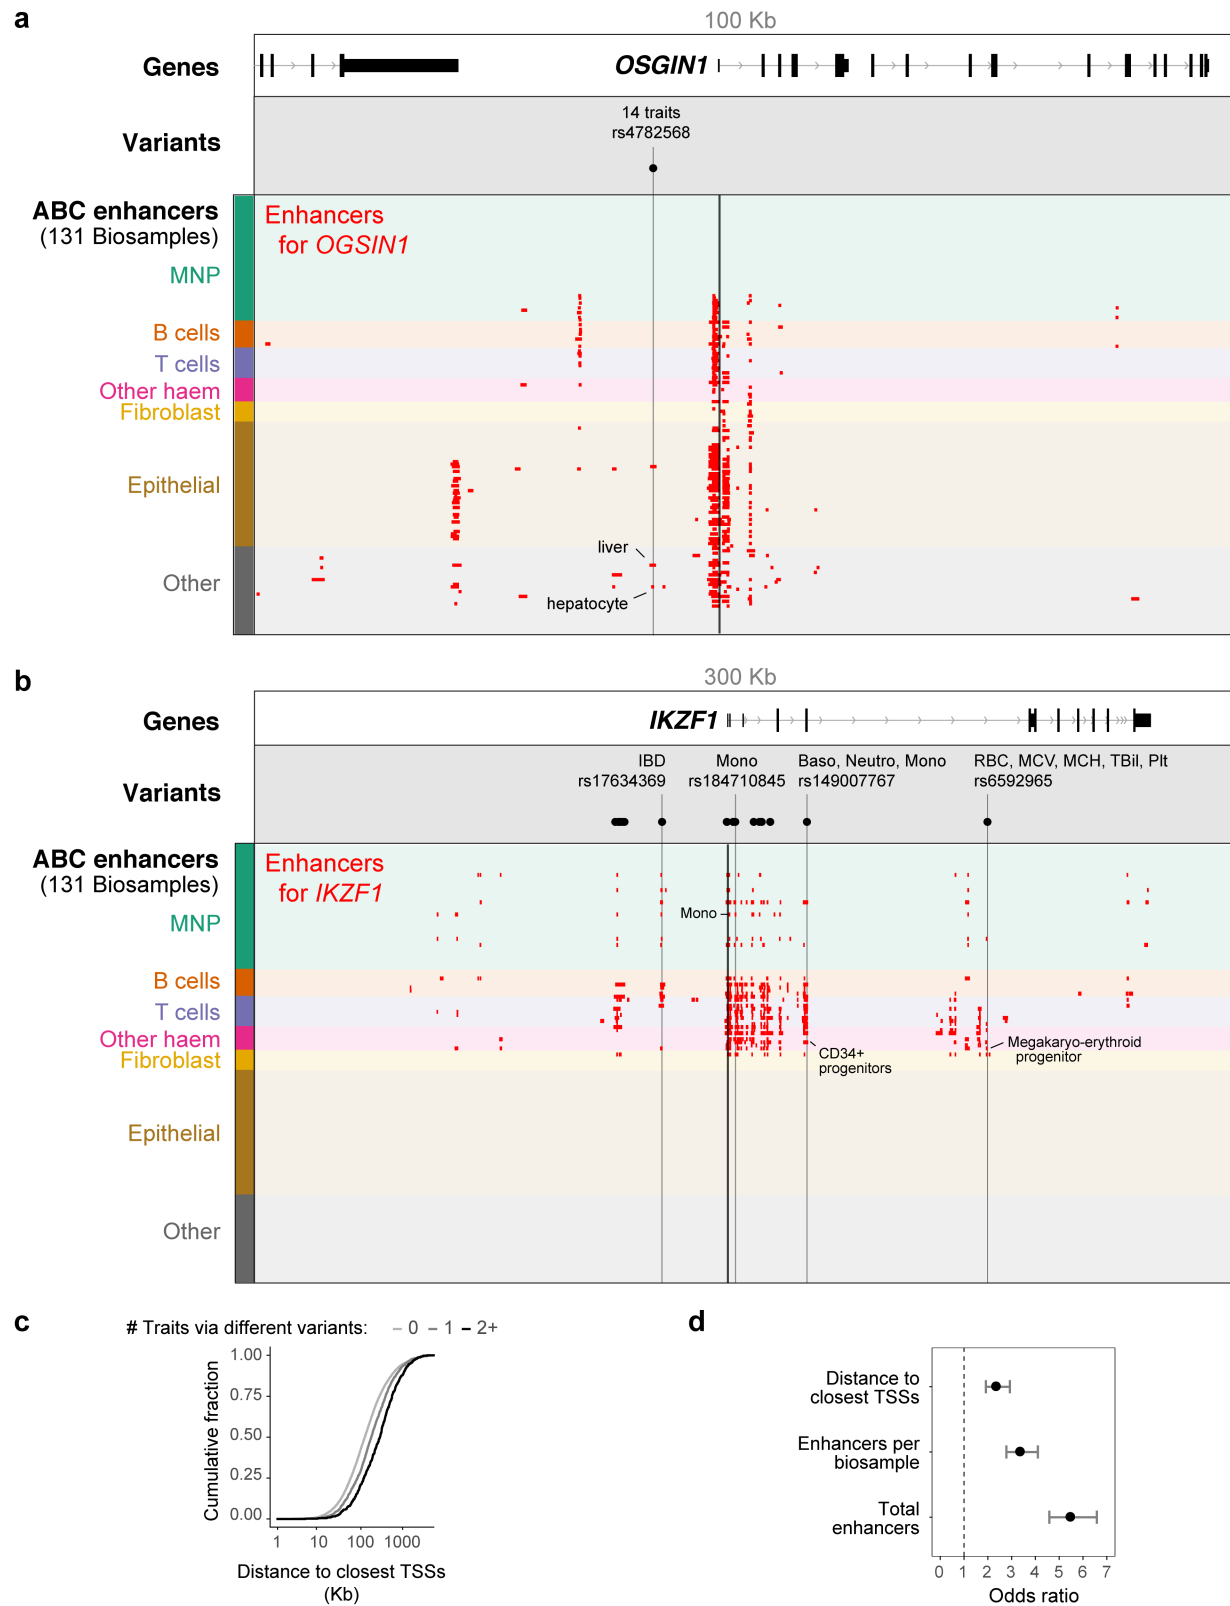 a
100 Kb
Genes
OSGIN1
Variants
14 traits
rs4782568
ABC enhancers
(131 Biosamples)
Enhancers
for OGSIN1
MNP
B cells
T cells
Other haem
Fibroblast
Epithelial
Other
liver
hepatocyte
b
300 Kb
Genes
IKZF1
Variants
IBD
rs17634369
Mono
rs184710845
Baso, Neutro, Mono
rs149007767
RBC, MCV, MCH, TBil, Plt
rs6592965
ABC enhancers
(131 Biosamples)
Enhancers
for IKZF1
MNP
Mono
B cells
T cells
Other haem
Fibroblast
Epithelial
Other
CD34+
progenitors
Megakaryo-erythroid
progenitor
c
# Traits via different variants: 0 1 2+
Cumulative fraction
1.00
0.75
0.50
0.25
0.00
1 10 100 1000
Distance to closest TSSs
(Kb)
d
Distance to
closest TSSs
Enhancers per
biosample
Total
enhancers
0 1 2 3 4 5 6 7
Odds ratio